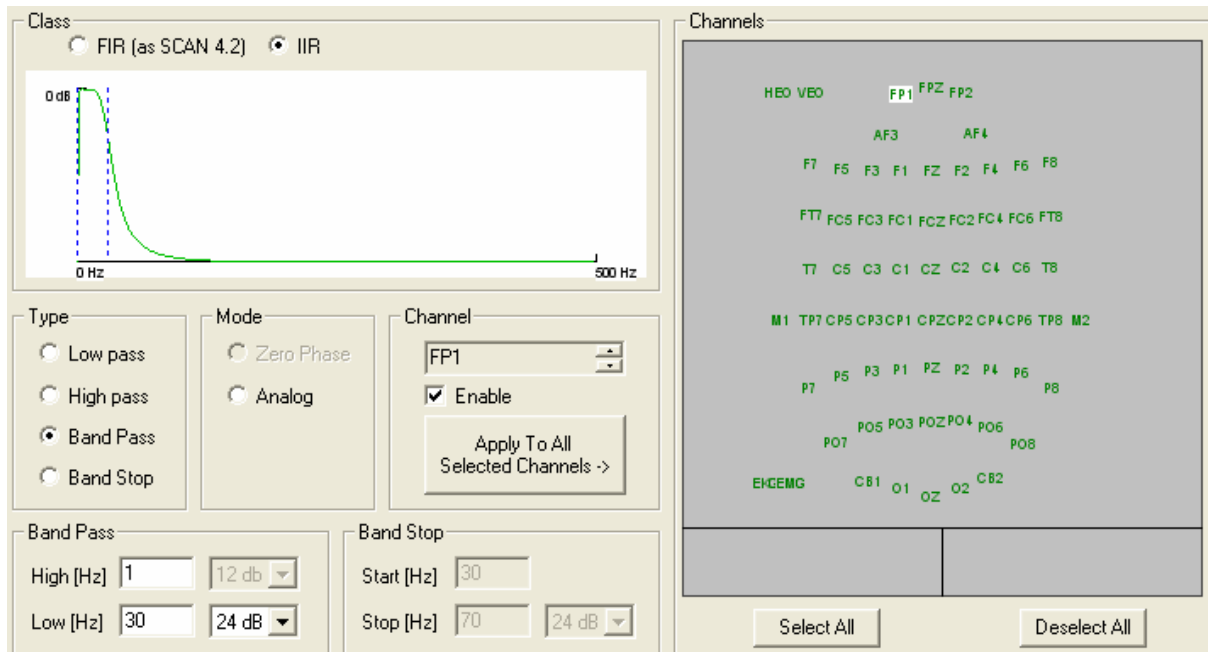 Class
FIR (as SCAN 4.2) IIR
0 dB
0 Hz 500 Hz
Type
Low pass
High pass
Band Pass
Band Stop
Mode
Zero Phase
Analog
Channel
FP1
Enable
Apply To All
Selected Channels ->
Band Pass
High [Hz] 1 12 db
Low [Hz] 30 24 dB
Band Stop
Start [Hz] 30
Stop [Hz] 70 24 dB
Channels
HEO VEO FP1 FPZ FP2
AF3 AF4
F7 F5 F3 F1 FZ F2 F4 F6 F8
FT7 FC5 FC3 FC1 FCZ FC2 FC4 FC6 FT8
T7 C5 C3 C1 CZ C2 C4 C6 T8
M1 TP7 CP5 CP3 CP1 CPZ CP2 CP4 CP6 TP8 M2
P7 P5 P3 P1 PZ P2 P4 P6 P8
PO7 PO5 PO3 POZ PO4 PO6 PO8
EKGEMG CB1 O1 OZ O2 CB2
Select All Deselect All